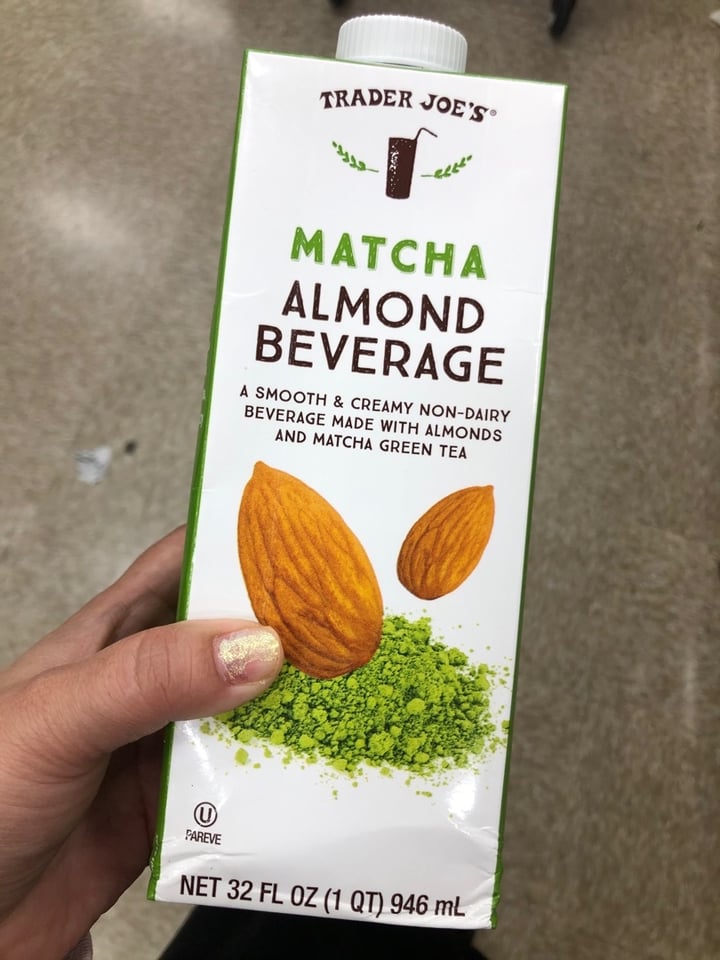 TRADER JOE'S®
MATCHA
ALMOND
BEVERAGE
A SMOOTH & CREAMY NON-DAIRY
BEVERAGE MADE WITH ALMONDS
AND MATCHA GREEN TEA
U
PAREVE
NET 32 FL OZ (1 QT) 946 mL